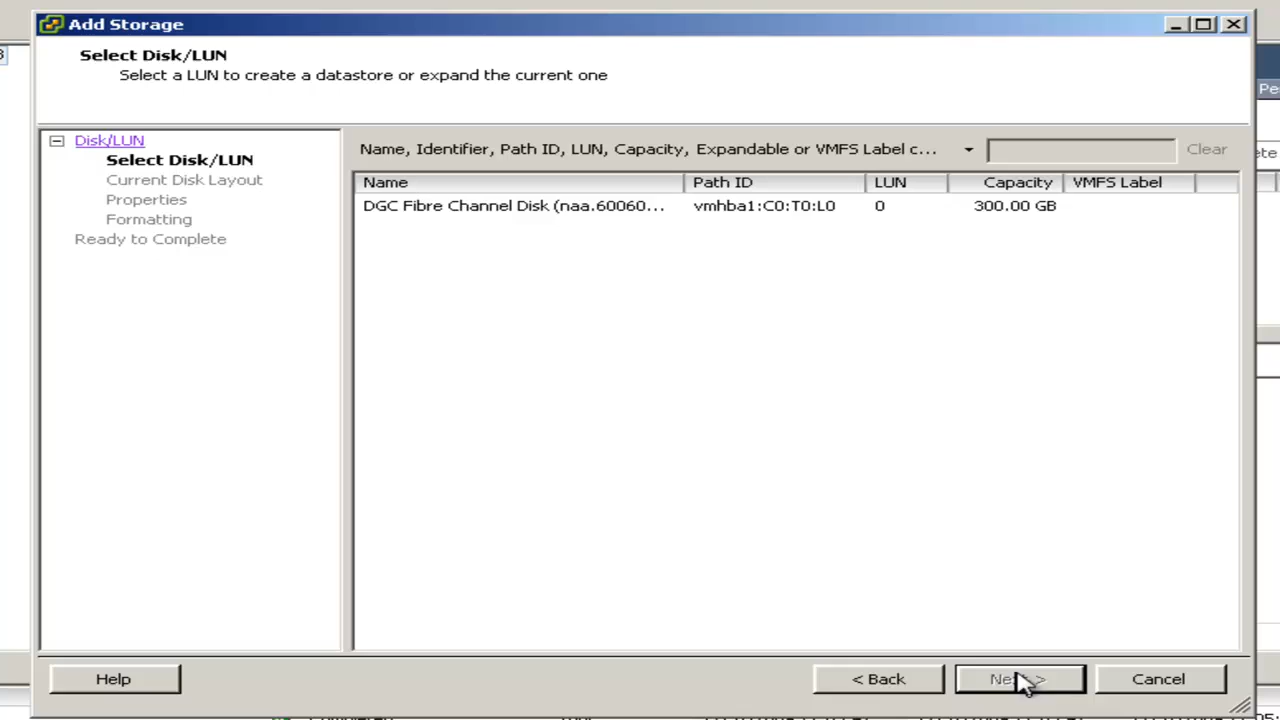 Add Storage
Select Disk/LUN
Select a LUN to create a datastore or expand the current one
Disk/LUN
Select Disk/LUN
Current Disk Layout
Properties
Formatting
Ready to Complete
Name, Identifier, Path ID, LUN, Capacity, Expandable or VMFS Label c...
Clear
Name Path ID LUN Capacity VMFS Label
DGC Fibre Channel Disk (naa.60060... vmhba1:C0:T0:L0 0 300.00 GB
Help
< Back
Cancel